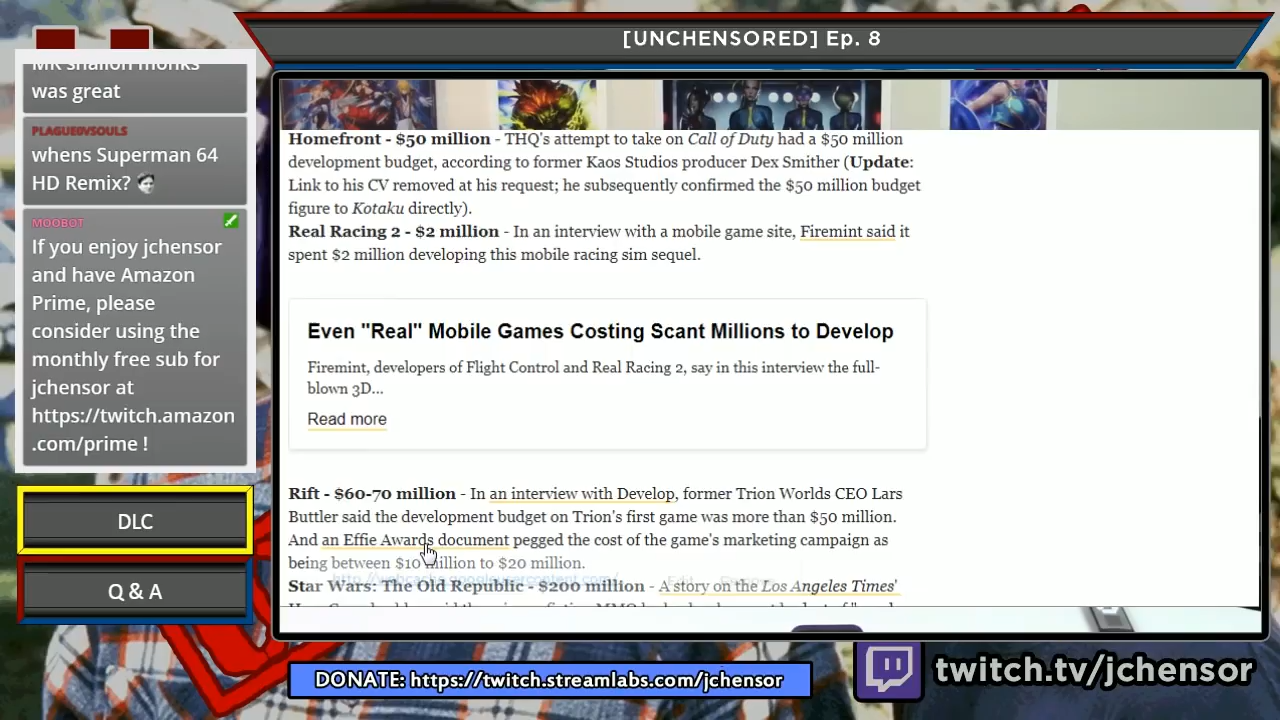 [UNCHENSORED] Ep. 8
MK shaolin monks
was great
PLAGUE0VSOULS
whens Superman 64
HD Remix?
MOOBOT
If you enjoy jchensor
and have Amazon
Prime, please
consider using the
monthly free sub for
jchensor at
https://twitch.amazon
.com/prime !
DLC
Q & A
Homefront - $50 million - THQ's attempt to take on Call of Duty had a $50 million
development budget, according to former Kaos Studios producer Dex Smither (Update:
Link to his CV removed at his request; he subsequently confirmed the $50 million budget
figure to Kotaku directly).
Real Racing 2 - $2 million - In an interview with a mobile game site, Firemint said it
spent $2 million developing this mobile racing sim sequel.
Even "Real" Mobile Games Costing Scant Millions to Develop
Firemint, developers of Flight Control and Real Racing 2, say in this interview the full-
blown 3D...
Read more
Rift - $60-70 million - In an interview with Develop, former Trion Worlds CEO Lars
Buttler said the development budget on Trion's first game was more than $50 million.
And an Effie Awards document pegged the cost of the game's marketing campaign as
being between $10 million to $20 million.
Star Wars: The Old Republic - $200 million - A story on the Los Angeles Times'
DONATE: https://twitch.streamlabs.com/jchensor
twitch.tv/jchensor